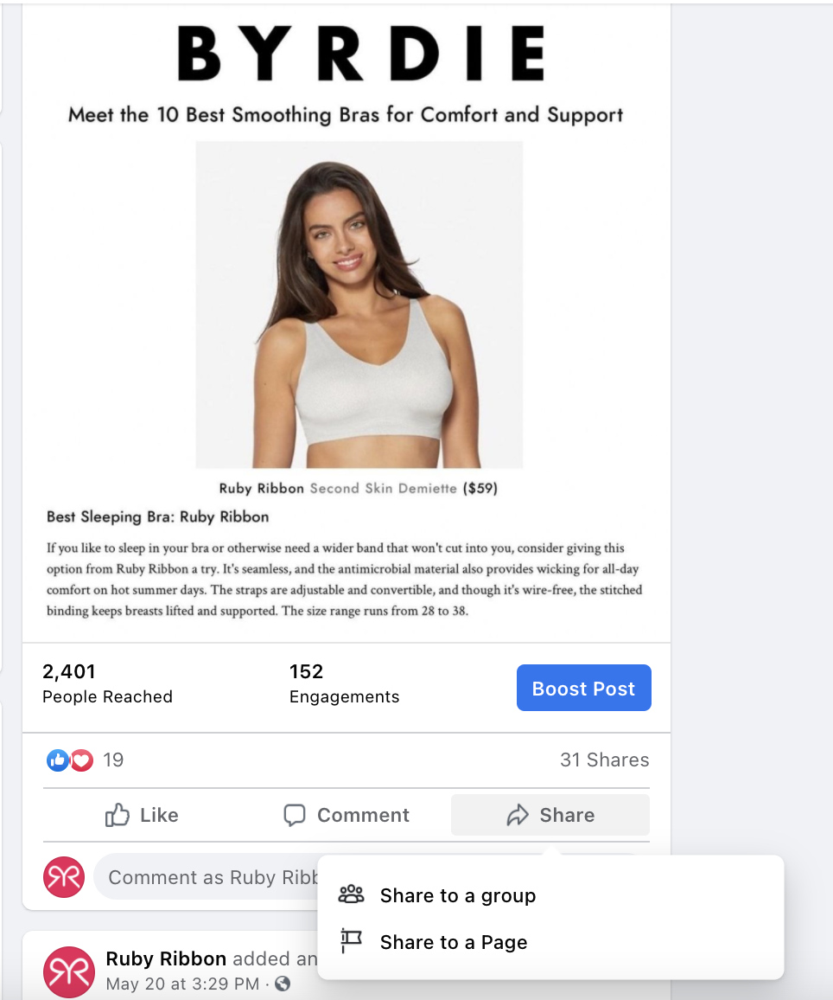 BYRDIE
Meet the 10 Best Smoothing Bras for Comfort and Support
Ruby Ribbon Second Skin Demiette ($59)
Best Sleeping Bra: Ruby Ribbon
If you like to sleep in your bra or otherwise need a wider band that won't cut into you, consider giving this
option from Ruby Ribbon a try. It's seamless, and the antimicrobial material also provides wicking for all-day
comfort on hot summer days. The straps are adjustable and convertible, and though it's wire-free, the stitched
binding keeps breasts lifted and supported. The size range runs from 28 to 38.
2,401
People Reached
152
Engagements
Boost Post
19
31 Shares
Like
Comment
Share
Comment as Ruby Ribb
Share to a group
Share to a Page
Ruby Ribbon added an
May 20 at 3:29 PM ·